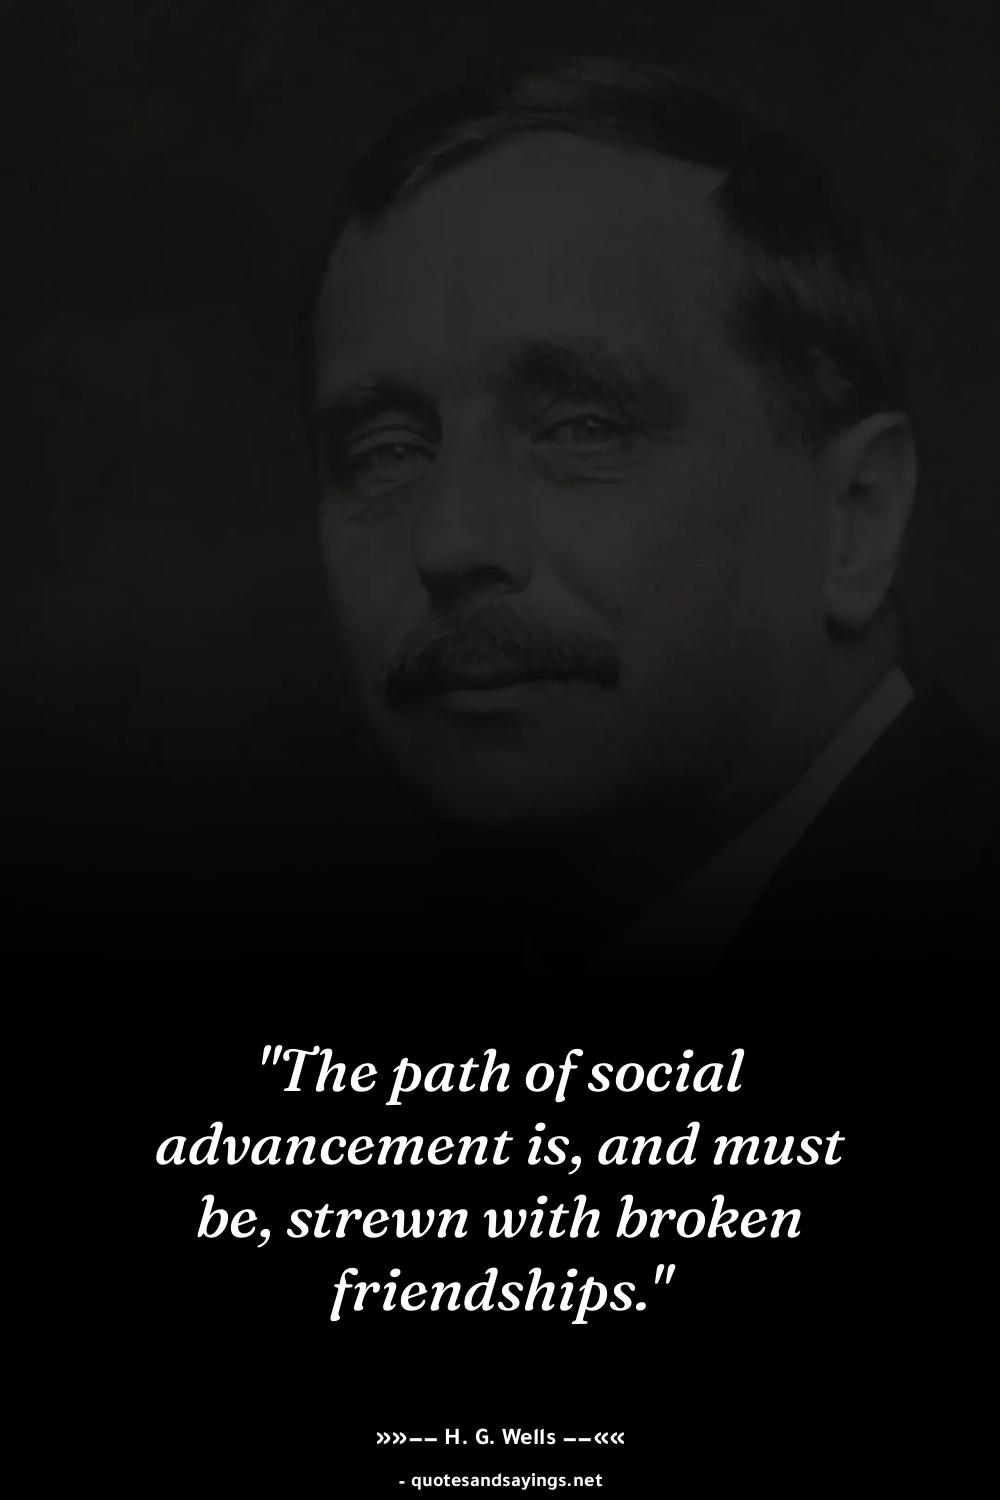 "The path of social
advancement is, and must
be, strewn with broken
friendships."
»»—— H. G. Wells ——««
- quotesandsayings.net